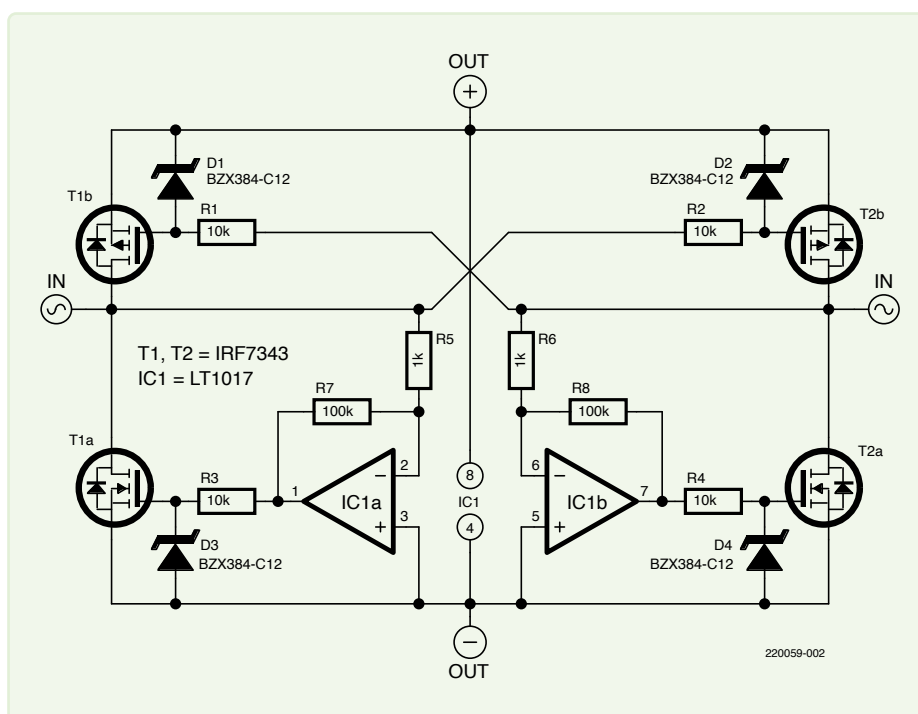 OUT
+
D1
BZX384-C12
D2
BZX384-C12
T1b
T2b
R1
10k
R2
10k
IN
IN
R5
1k
R6
1k
T1, T2 = IRF7343
IC1 = LT1017
R7
100k
R8
100k
T1a
T2a
R3
10k
1
2
3
−
+
IC1a
8
IC1
4
6
5
−
+
IC1b
7
R4
10k
D3
BZX384-C12
D4
BZX384-C12
−
OUT
220059-002